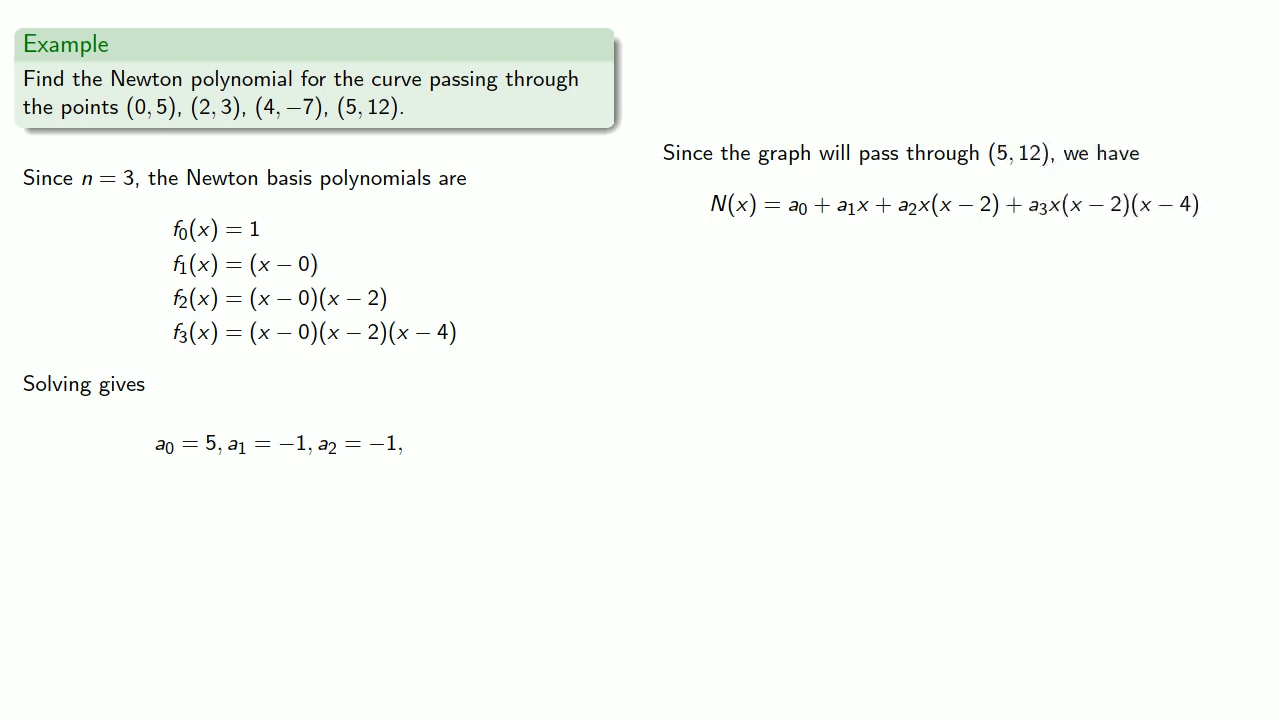 Example
Find the Newton polynomial for the curve passing through
the points (0, 5), (2, 3), (4, −7), (5, 12).
Since n = 3, the Newton basis polynomials are
f₀(x) = 1
f₁(x) = (x − 0)
f₂(x) = (x − 0)(x − 2)
f₃(x) = (x − 0)(x − 2)(x − 4)
Solving gives
a₀ = 5, a₁ = −1, a₂ = −1,
Since the graph will pass through (5, 12), we have
N(x) = a₀ + a₁x + a₂x(x − 2) + a₃x(x − 2)(x − 4)